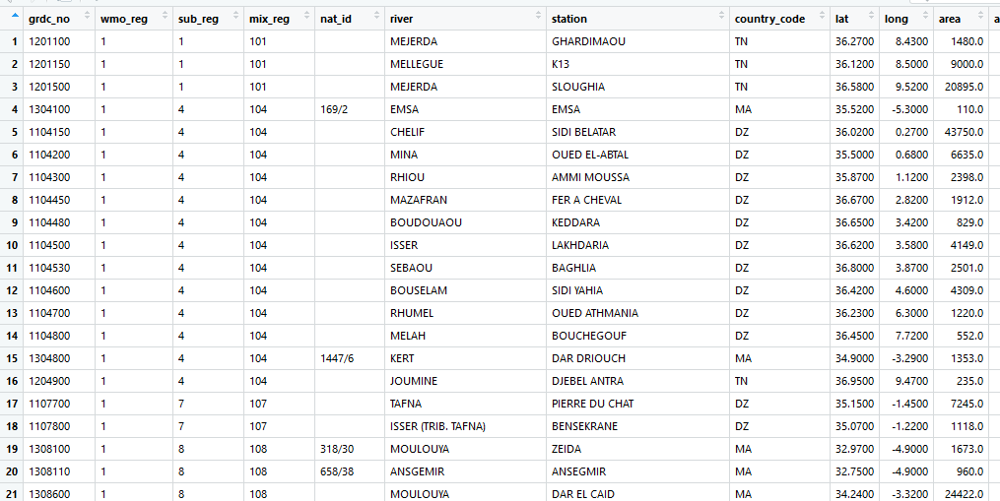 grdc_no wmo_reg sub_reg mix_reg nat_id river station country_code lat long area a
1 1201100 1 1 101 MEJERDA GHARDIMAOU TN 36.2700 8.4300 1480.0
2 1201150 1 1 101 MELLEGUE K13 TN 36.1200 8.5000 9000.0
3 1201500 1 1 101 MEJERDA SLOUGHIA TN 36.5800 9.5200 20895.0
4 1304100 1 4 104 169/2 EMSA EMSA MA 35.5200 -5.3000 110.0
5 1104150 1 4 104 CHELIF SIDI BELATAR DZ 36.0200 0.2700 43750.0
6 1104200 1 4 104 MINA OUED EL-ABTAL DZ 35.5000 0.6800 6635.0
7 1104300 1 4 104 RHIOU AMMI MOUSSA DZ 35.8700 1.1200 2398.0
8 1104450 1 4 104 MAZAFRAN FER A CHEVAL DZ 36.6700 2.8200 1912.0
9 1104480 1 4 104 BOUDOUAOU KEDDARA DZ 36.6500 3.4200 829.0
10 1104500 1 4 104 ISSER LAKHDARIA DZ 36.6200 3.5800 4149.0
11 1104530 1 4 104 SEBAOU BAGHLIA DZ 36.8000 3.8700 2501.0
12 1104600 1 4 104 BOUSELAM SIDI YAHIA DZ 36.4200 4.6000 4309.0
13 1104700 1 4 104 RHUMEL OUED ATHMANIA DZ 36.2300 6.3000 1220.0
14 1104800 1 4 104 MELAH BOUCHEGOUF DZ 36.4500 7.7200 552.0
15 1304800 1 4 104 1447/6 KERT DAR DRIOUCH MA 34.9000 -3.2900 1353.0
16 1204900 1 4 104 JOUMINE DJEBEL ANTRA TN 36.9500 9.4700 235.0
17 1107700 1 7 107 TAFNA PIERRE DU CHAT DZ 35.1500 -1.4500 7245.0
18 1107800 1 7 107 ISSER (TRIB. TAFNA) BENSEKRANE DZ 35.0700 -1.2200 1118.0
19 1308100 1 8 108 318/30 MOULOUYA ZEIDA MA 32.9700 -4.9000 1673.0
20 1308110 1 8 108 658/38 ANSGEMIR ANSEGMIR MA 32.7500 -4.9000 960.0
21 1308600 1 8 108 MOULOUYA DAR EL CAID MA 34.2400 -3.3200 24422.0